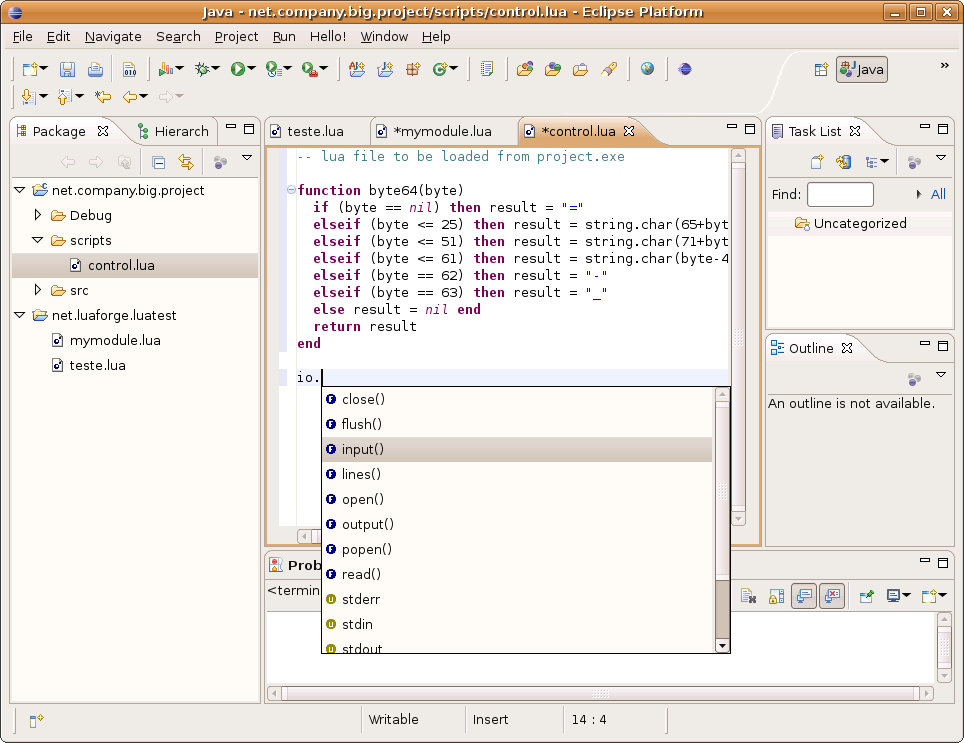 Java - net.company.big.project/scripts/control.lua - Eclipse Platform
File Edit Navigate Search Project Run Hello! Window Help
010
Java »
Package Hierarch
net.company.big.project
Debug
scripts
control.lua
src
net.luaforge.luatest
mymodule.lua
teste.lua
teste.lua *mymodule.lua *control.lua
-- lua file to be loaded from project.exe
function byte64(byte)
if (byte == nil) then result = "="
elseif (byte <= 25) then result = string.char(65+byt
elseif (byte <= 51) then result = string.char(71+byt
elseif (byte <= 61) then result = string.char(byte-4
elseif (byte == 62) then result = "-"
elseif (byte == 63) then result = "_"
else result = nil end
return result
end
io.
F close()
F flush()
F input()
F lines()
F open()
F output()
F popen()
F read()
U stderr
U stdin
U stdout
Task List
Find: All
Uncategorized
Outline
An outline is not available.
Prob
<termin
Writable Insert 14 : 4